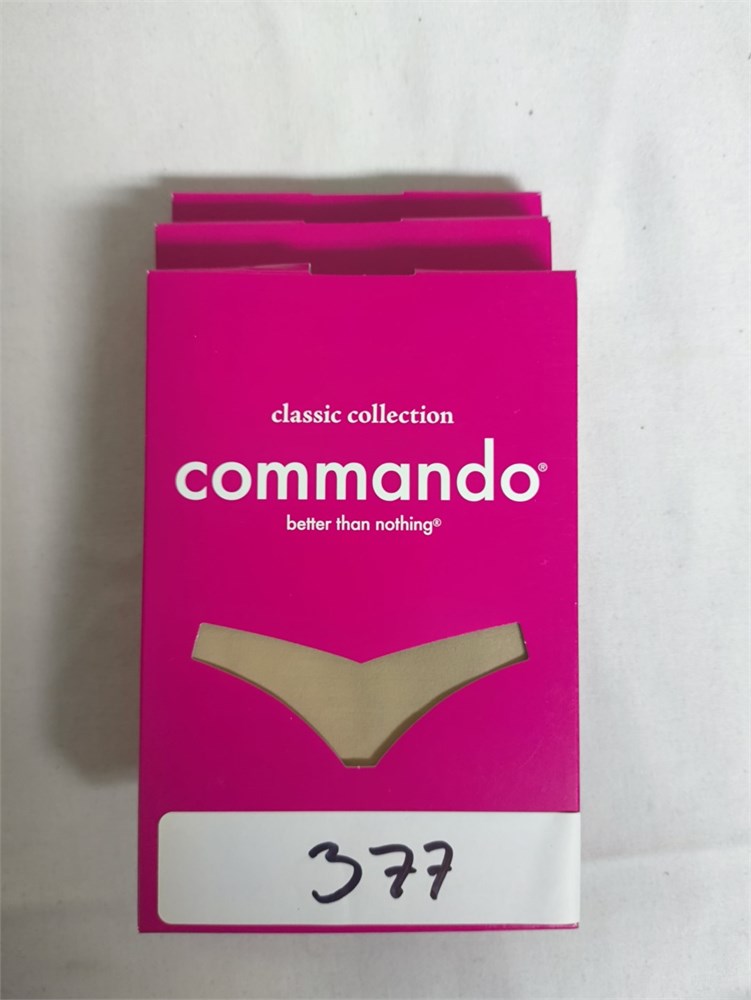 classic collection
commando®
better than nothing®
377